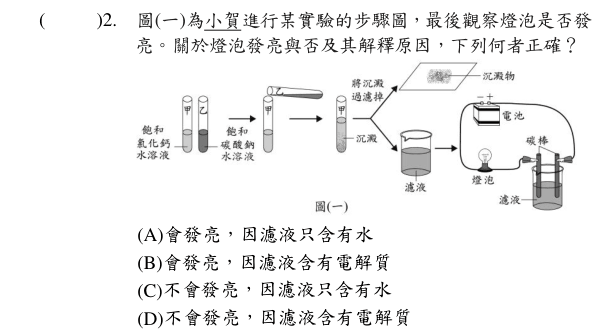 (　　)2. 圖(一)為小賀進行某實驗的步驟圖，最後觀察燈泡是否發
亮。關於燈泡發亮與否及其解釋原因，下列何者正確？
甲 乙
飽和
氯化鈣
水溶液
飽和
碳酸鈉
水溶液
甲 乙
甲
沉澱
將沉澱
過濾掉
沉澱物
濾液
－ ＋
電池
燈泡
碳棒
濾液
圖(一)
(A)會發亮，因濾液只含有水
(B)會發亮，因濾液含有電解質
(C)不會發亮，因濾液只含有水
(D)不會發亮，因濾液含有電解質